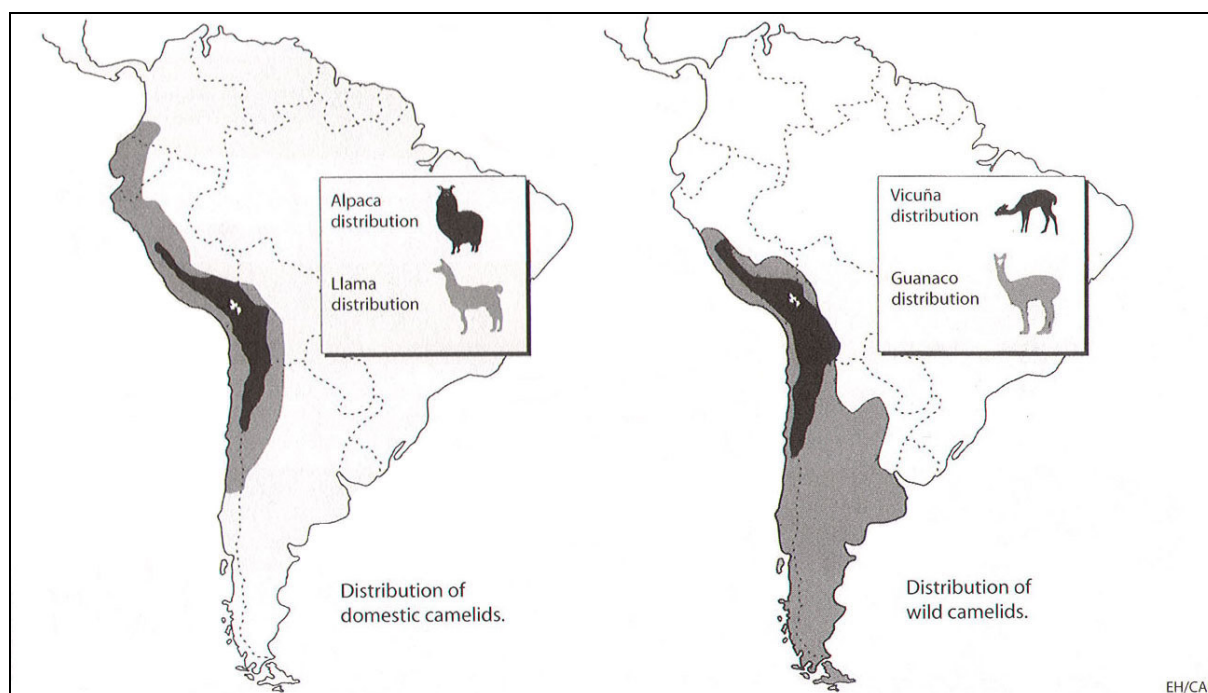 Alpaca
distribution
Llama
distribution
Distribution of
domestic camelids.
Vicuña
distribution
Guanaco
distribution
Distribution of
wild camelids.
EH/CA